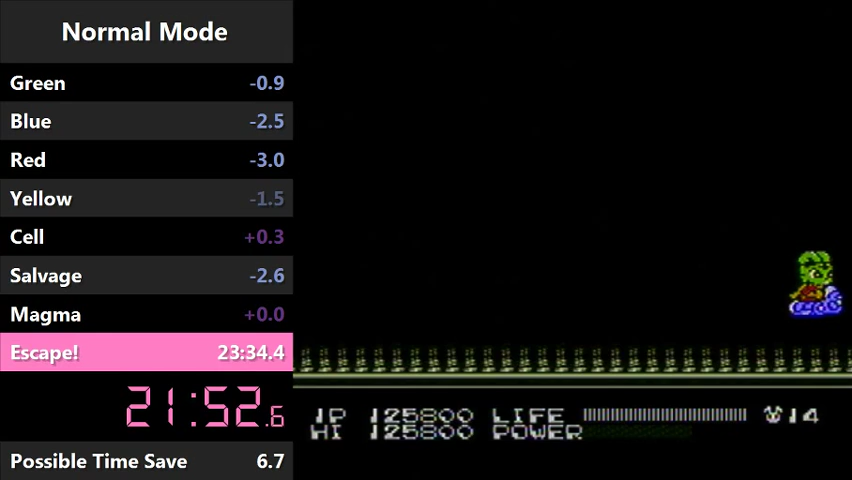 Normal Mode
Green -0.9
Blue -2.5
Red -3.0
Yellow -1.5
Cell +0.3
Salvage -2.6
Magma +0.0
Escape! 23:34.4
21:52.6
Possible Time Save 6.7
1P 125800 LIFE 14
HI 125800 POWER